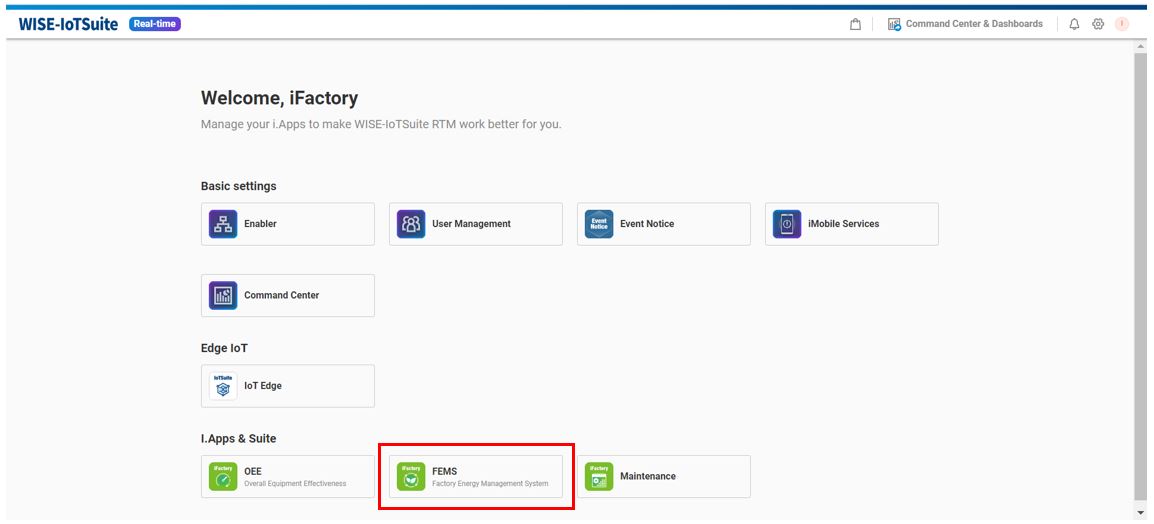 WISE-IoTSuite Real-time Command Center & Dashboards
Welcome, iFactory
Manage your i.Apps to make WISE-IoTSuite RTM work better for you.
Basic settings
Enabler
User Management
Event
Notice
Event Notice
iMobile Services
Command Center
Edge IoT
IoTSuite
IoT Edge
I.Apps & Suite
iFactory
OEE
Overall Equipment Effectiveness
iFactory
FEMS
Factory Energy Management System
iFactory
Maintenance